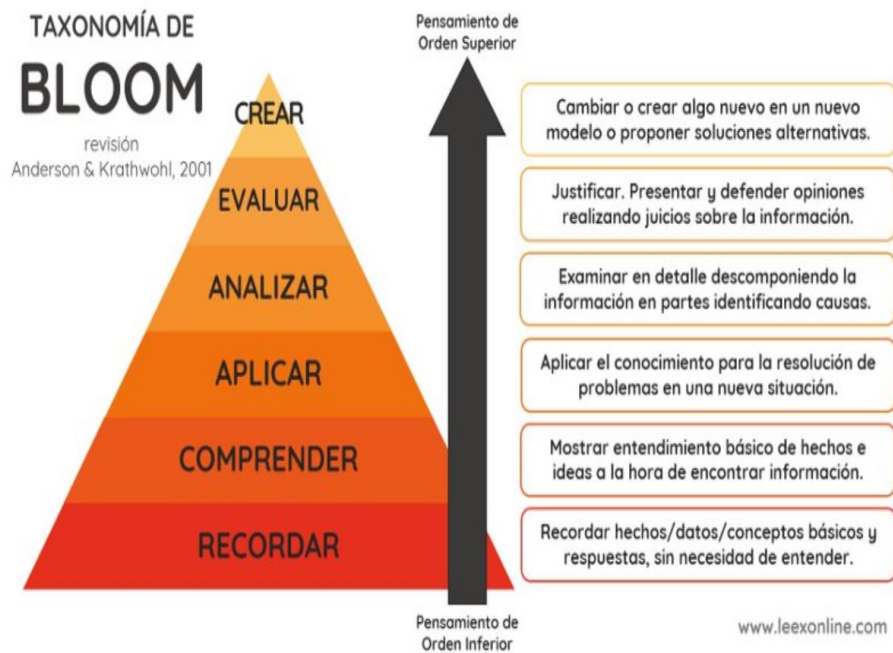 TAXONOMÍA DE
BLOOM
revisión
Anderson & Krathwohl, 2001
Pensamiento de
Orden Superior
CREAR
Cambiar o crear algo nuevo en un nuevo
modelo o proponer soluciones alternativas.
EVALUAR
Justificar. Presentar y defender opiniones
realizando juicios sobre la información.
ANALIZAR
Examinar en detalle descomponiendo la
información en partes identificando causas.
APLICAR
Aplicar el conocimiento para la resolución de
problemas en una nueva situación.
COMPRENDER
Mostrar entendimiento básico de hechos e
ideas a la hora de encontrar información.
RECORDAR
Recordar hechos/datos/conceptos básicos y
respuestas, sin necesidad de entender.
Pensamiento de
Orden Inferior
www.leexonline.com